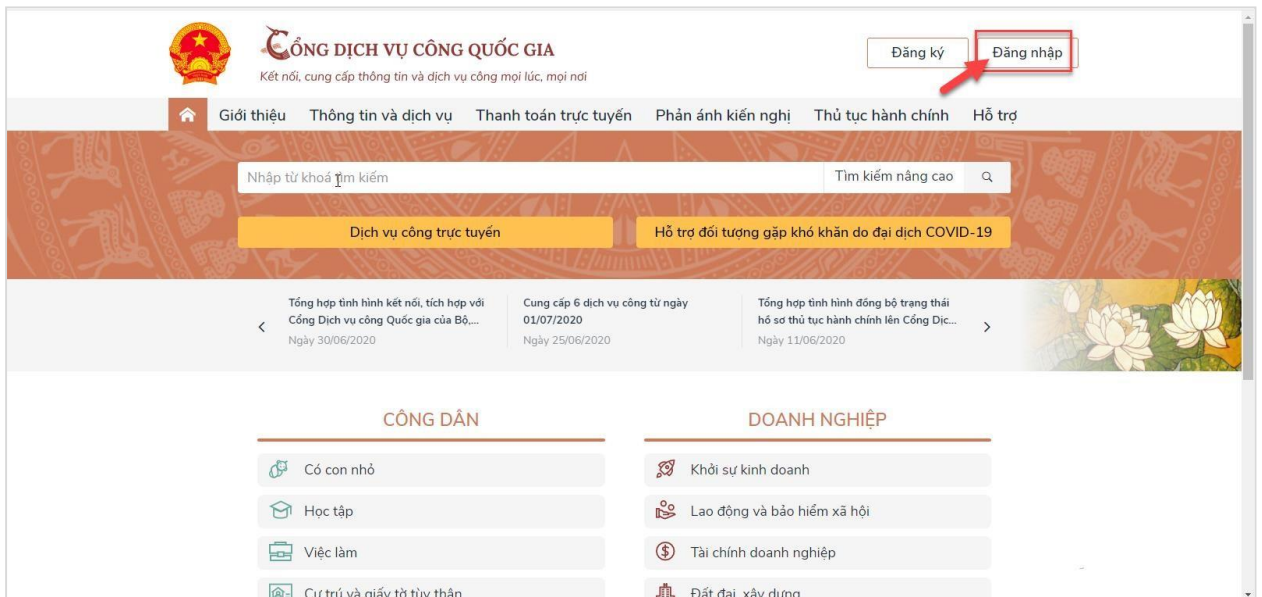 CỔNG DỊCH VỤ CÔNG QUỐC GIA
Kết nối, cung cấp thông tin và dịch vụ công mọi lúc, mọi nơi
Đăng ký
Đăng nhập
Giới thiệu
Thông tin và dịch vụ
Thanh toán trực tuyến
Phản ánh kiến nghị
Thủ tục hành chính
Hỗ trợ
Nhập từ khoá tìm kiếm
Tìm kiếm nâng cao
Dịch vụ công trực tuyến
Hỗ trợ đối tượng gặp khó khăn do đại dịch COVID-19
Tổng hợp tình hình kết nối, tích hợp với
Cổng Dịch vụ công Quốc gia của Bộ,...
Ngày 30/06/2020
Cung cấp 6 dịch vụ công từ ngày
01/07/2020
Ngày 25/06/2020
Tổng hợp tình hình đồng bộ trạng thái
hồ sơ thủ tục hành chính lên Cổng Dịc...
Ngày 11/06/2020
CÔNG DÂN
Có con nhỏ
Học tập
Việc làm
Cư trú và giấy tờ tùy thân
DOANH NGHIỆP
Khởi sự kinh doanh
Lao động và bảo hiểm xã hội
Tài chính doanh nghiệp
Đất đai, xây dựng